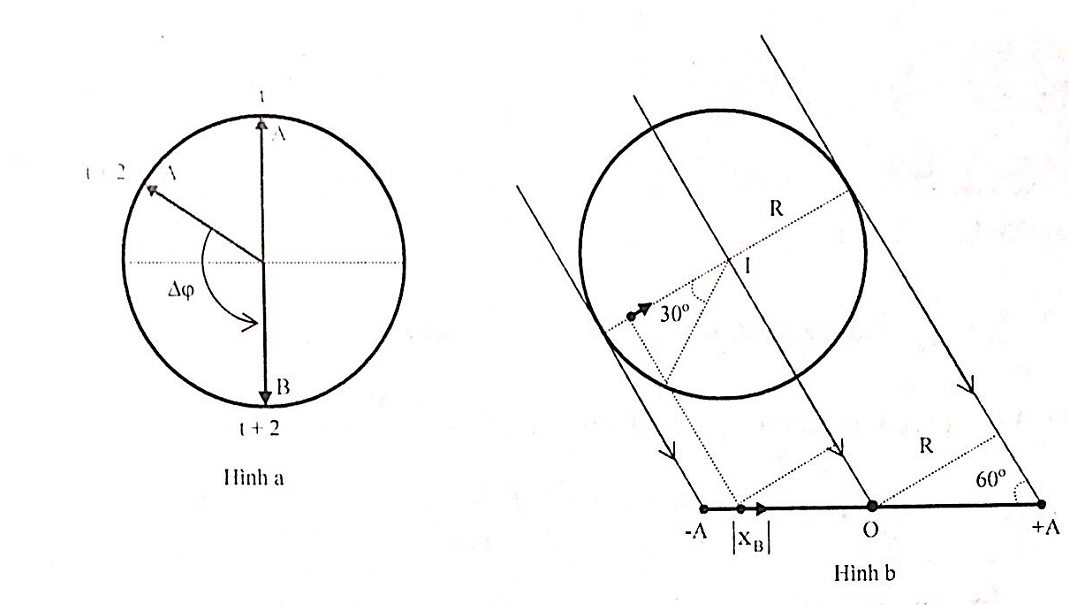 t
A
t + 2 A
Δφ
B
t + 2
Hình a
R
I
30°
R
60°
-A
|x_B|
O
+A
Hình b